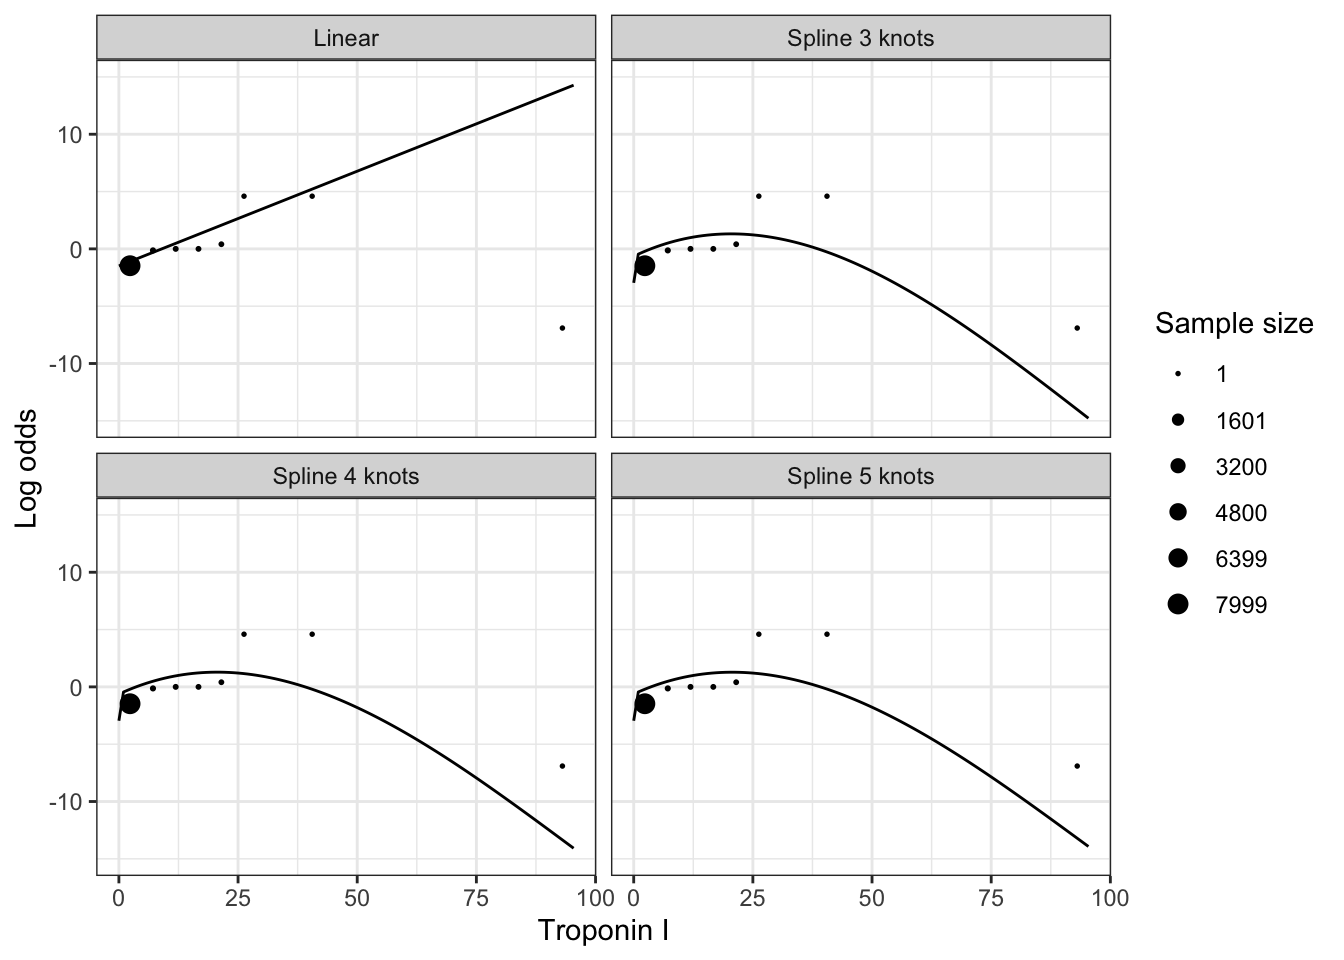 Linear
Spline 3 knots
10
0
-10
Spline 4 knots
Spline 5 knots
10
0
-10
0 25 50 75 100
0 25 50 75 100
Troponin I
Log odds
Sample size
1
1601
3200
4800
6399
7999